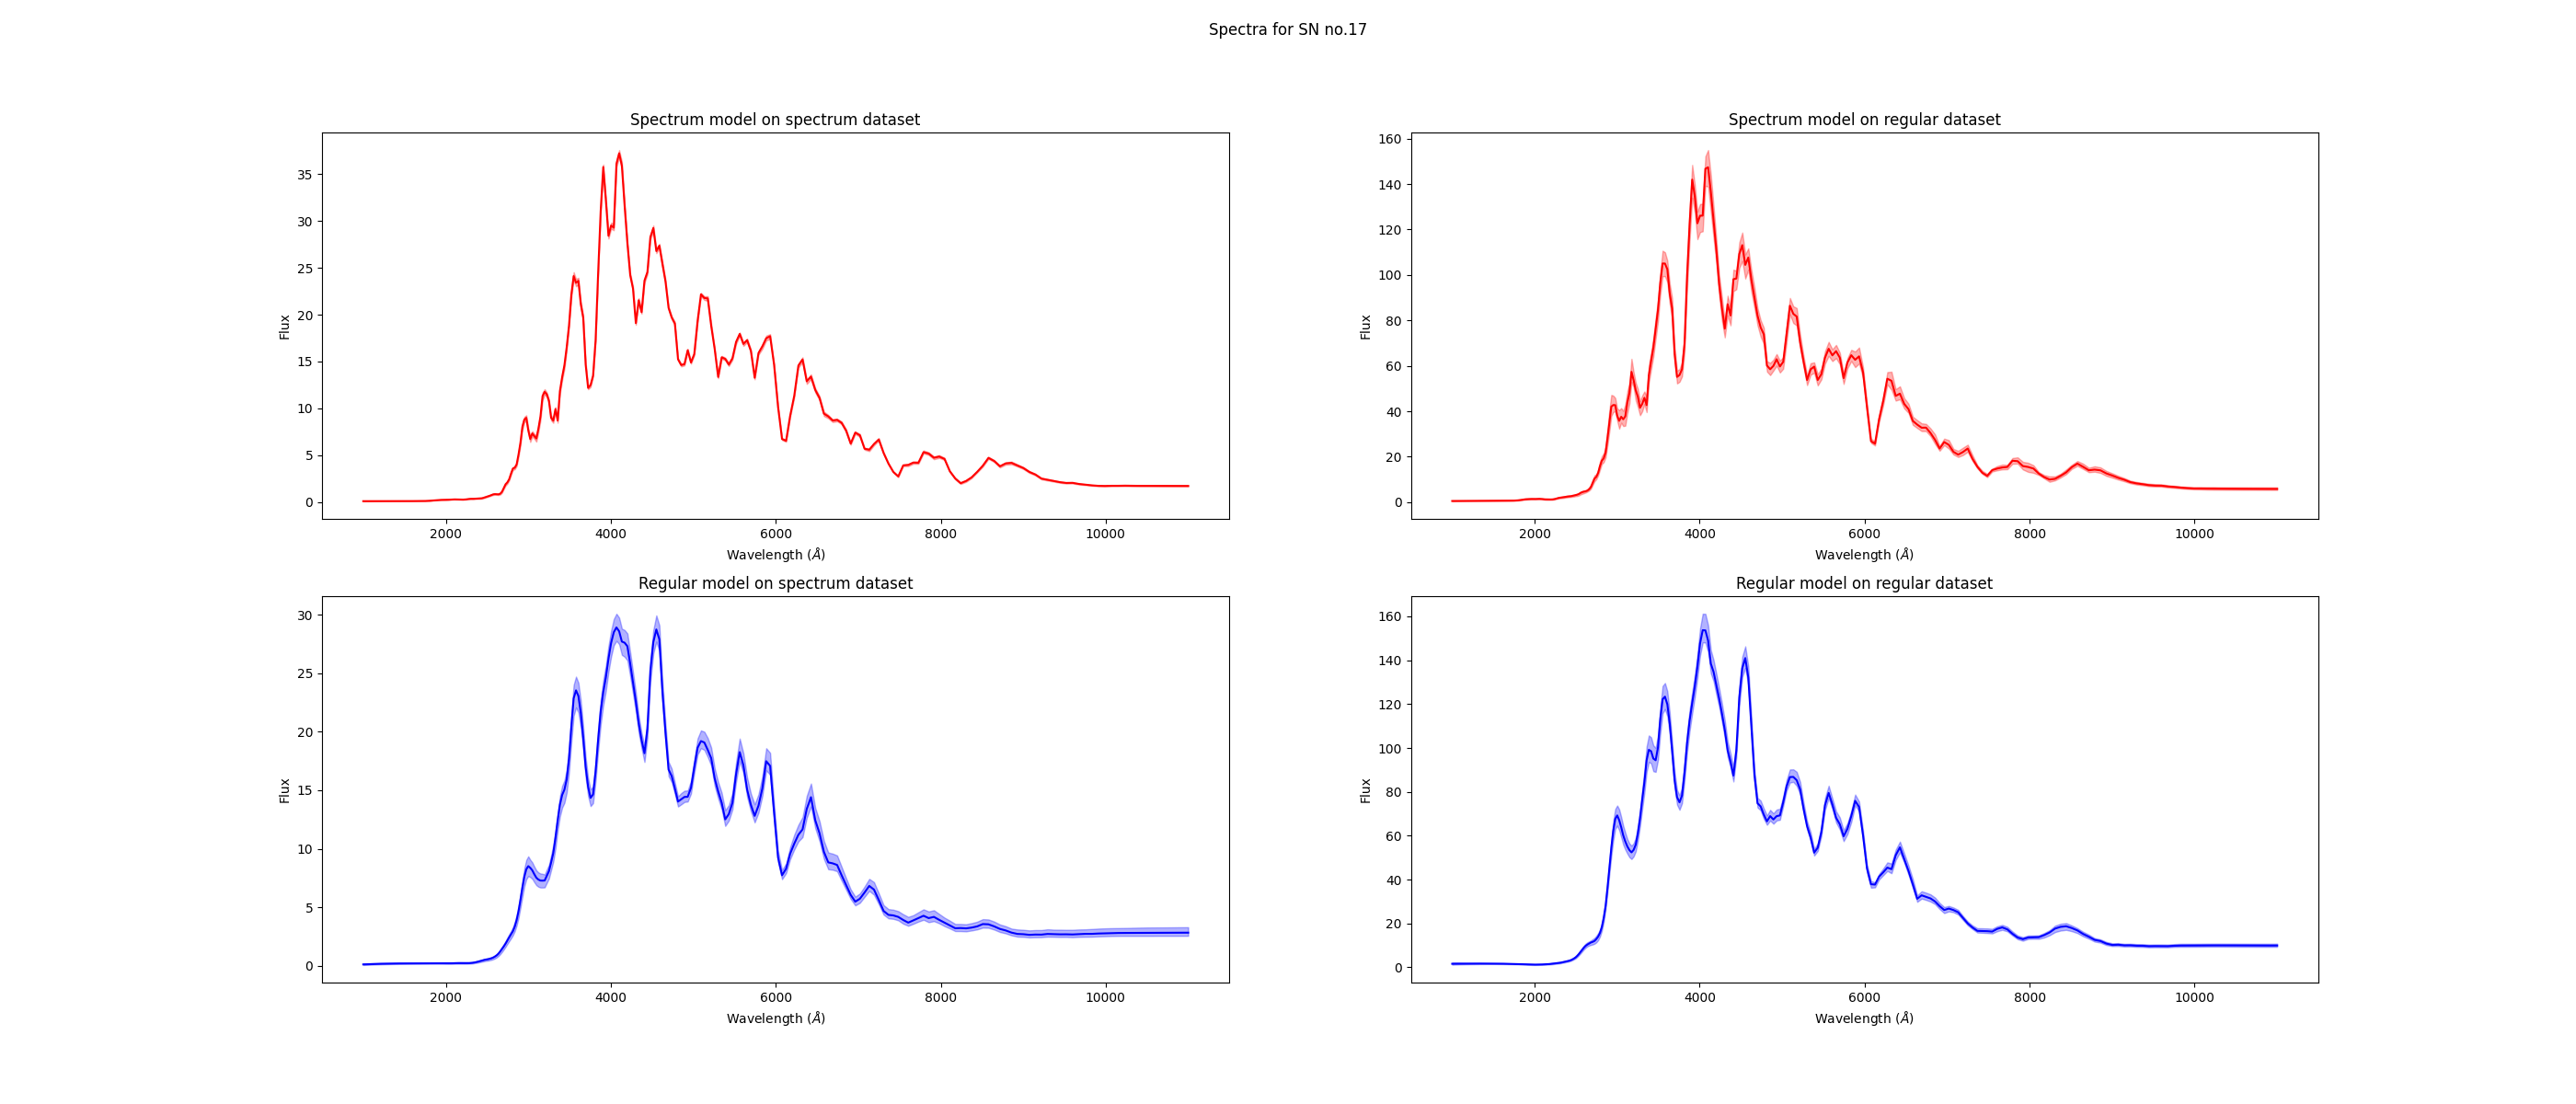 Spectra for SN no.17
Spectrum model on spectrum dataset
35
30
25
20
15
10
5
0
Flux
2000 4000 6000 8000 10000
Wavelength (Å)
Spectrum model on regular dataset
160
140
120
100
80
60
40
20
0
Flux
2000 4000 6000 8000 10000
Wavelength (Å)
Regular model on spectrum dataset
30
25
20
15
10
5
0
Flux
2000 4000 6000 8000 10000
Wavelength (Å)
Regular model on regular dataset
160
140
120
100
80
60
40
20
0
Flux
2000 4000 6000 8000 10000
Wavelength (Å)